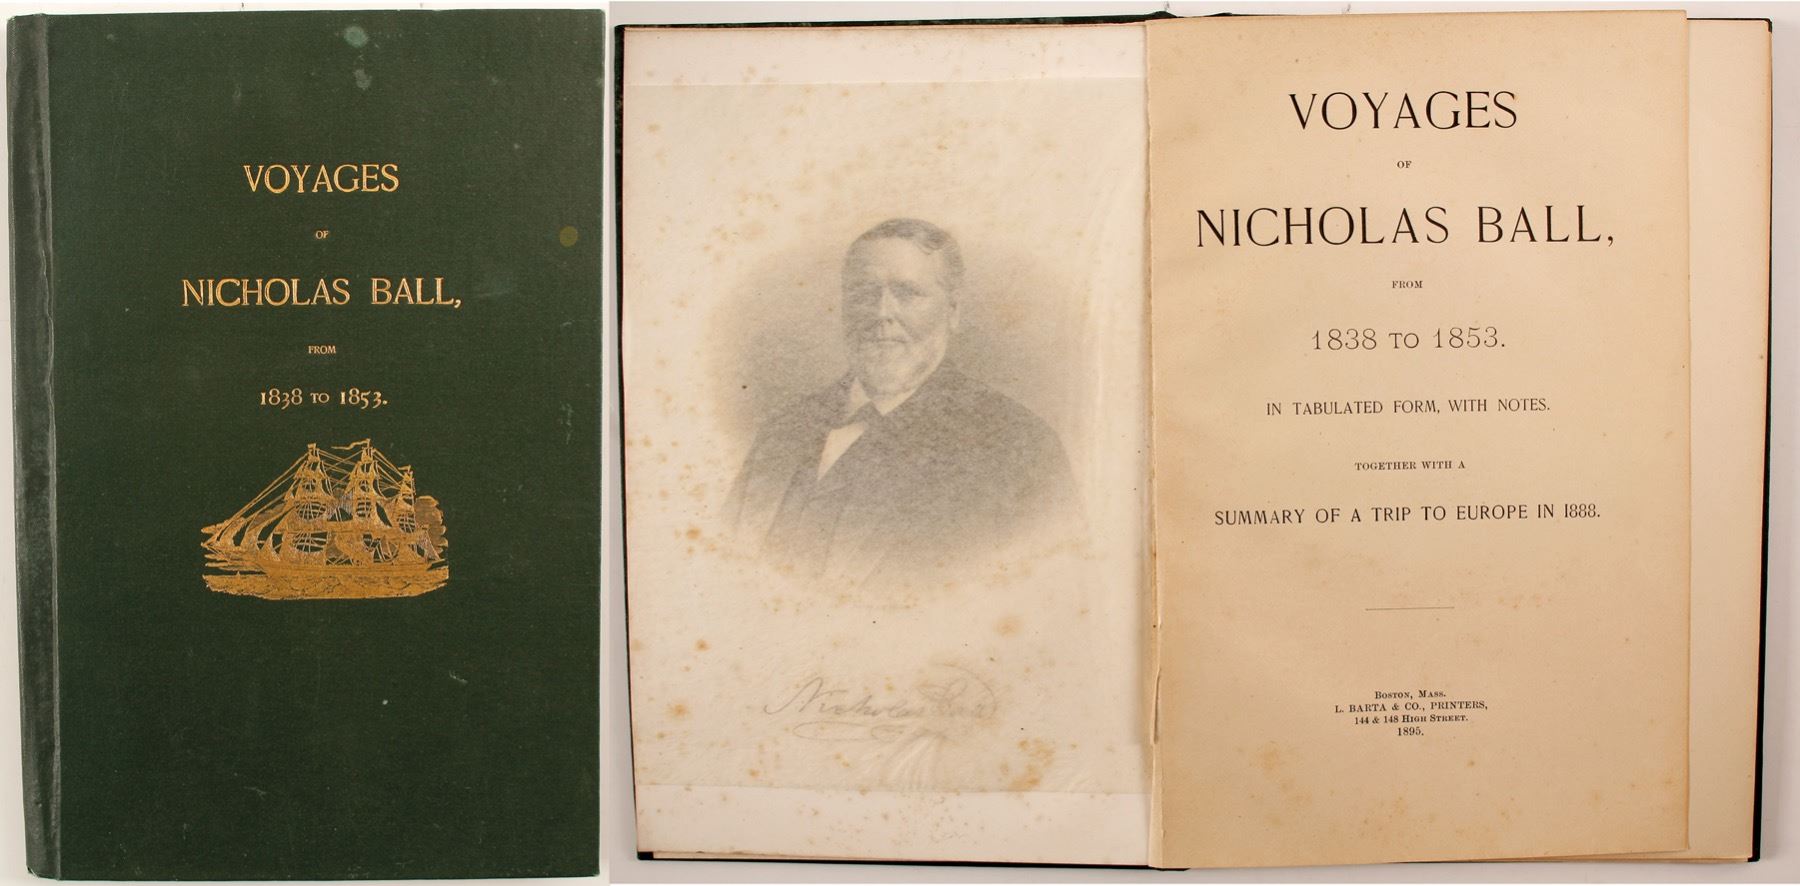 VOYAGES
OF
NICHOLAS BALL,
FROM
1838 TO 1853.
Nicholas Ball
VOYAGES
OF
NICHOLAS BALL,
FROM
1838 TO 1853.
IN TABULATED FORM, WITH NOTES.
TOGETHER WITH A
SUMMARY OF A TRIP TO EUROPE IN 1888.
BOSTON, MASS.
L. BARTA & CO., PRINTERS,
144 & 148 HIGH STREET.
1895.